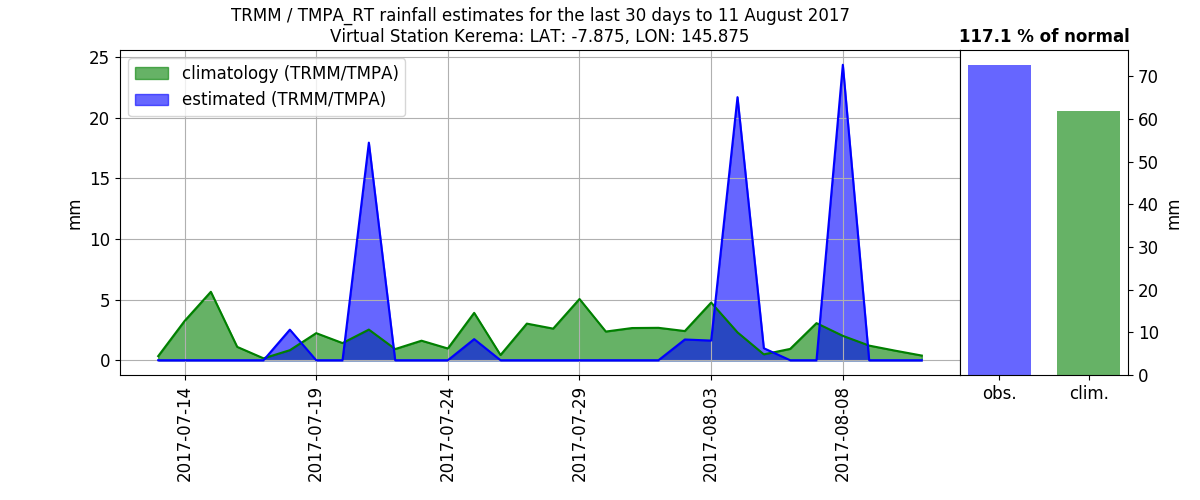 TRMM / TMPA_RT rainfall estimates for the last 30 days to 11 August 2017
Virtual Station Kerema: LAT: -7.875, LON: 145.875
117.1 % of normal
climatology (TRMM/TMPA)
estimated (TRMM/TMPA)
25
20
15
10
5
0
mm
2017-07-14
2017-07-19
2017-07-24
2017-07-29
2017-08-03
2017-08-08
70
60
50
40
30
20
10
0
mm
obs.
clim.